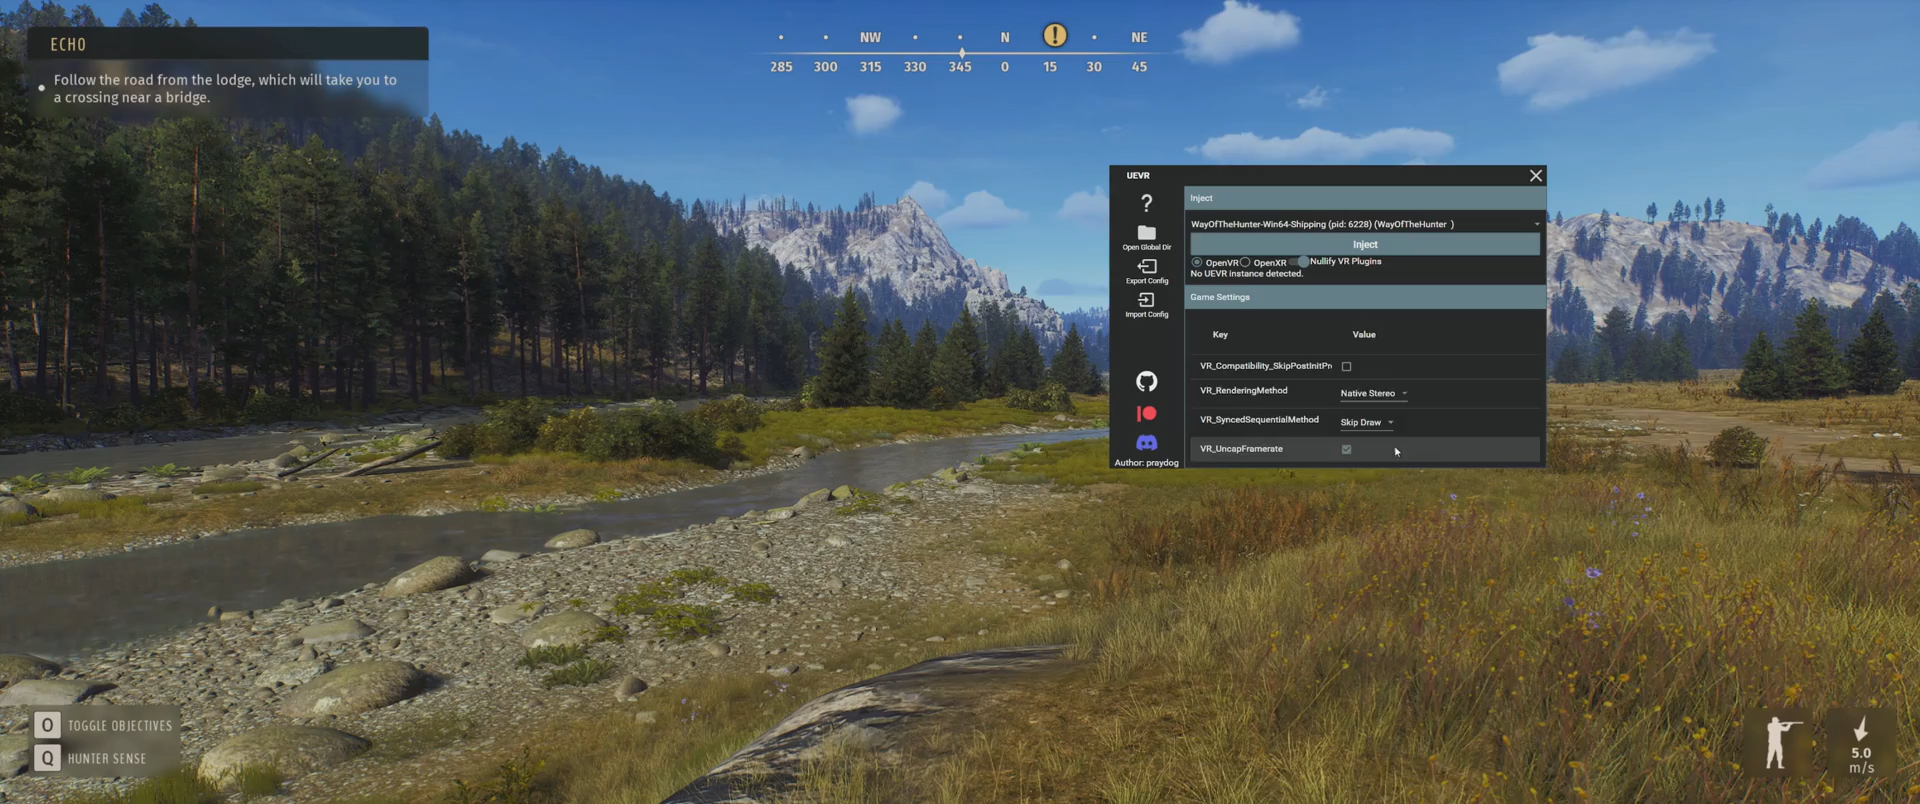 ECHO
Follow the road from the lodge, which will take you to
a crossing near a bridge.
NW N ! NE
285 300 315 330 345 0 15 30 45
UEVR
?
Open Global Dir
Export Config
Import Config
Author: praydog
Inject
WayOfTheHunter-Win64-Shipping (pid: 6228) (WayOfTheHunter )
Inject
OpenVR OpenXR Nullify VR Plugins
No UEVR instance detected.
Game Settings
Key Value
VR_Compatibility_SkipPostInitPr
VR_RenderingMethod Native Stereo
VR_SyncedSequentialMethod Skip Draw
VR_UncapFramerate
O TOGGLE OBJECTIVES
Q HUNTER SENSE
5.0
m/s